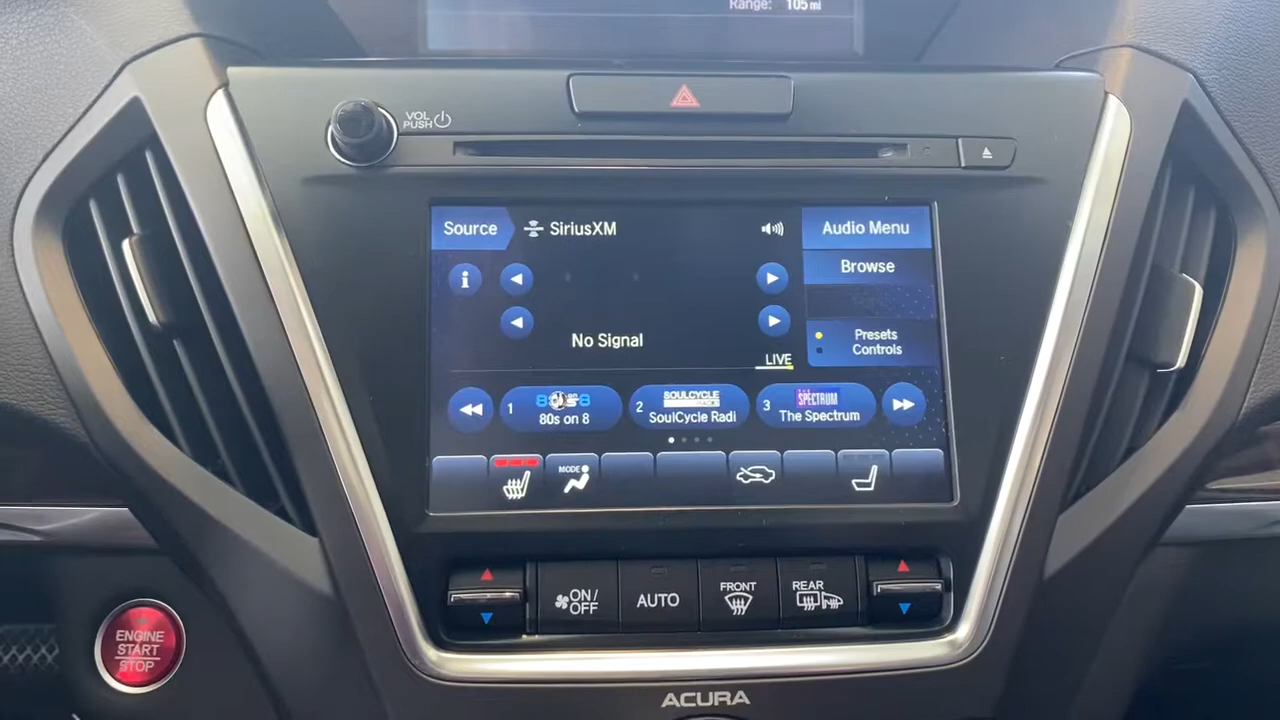 Range: 105 mi
VOL
PUSH
Source
SiriusXM
Audio Menu
i
Browse
No Signal
Presets
Controls
LIVE
1
80s on 8
2
SOULCYCLE
SoulCycle Radi
3
SPECTRUM
The Spectrum
MODE
ON/
OFF
AUTO
FRONT
REAR
ENGINE
START
STOP
ACURA